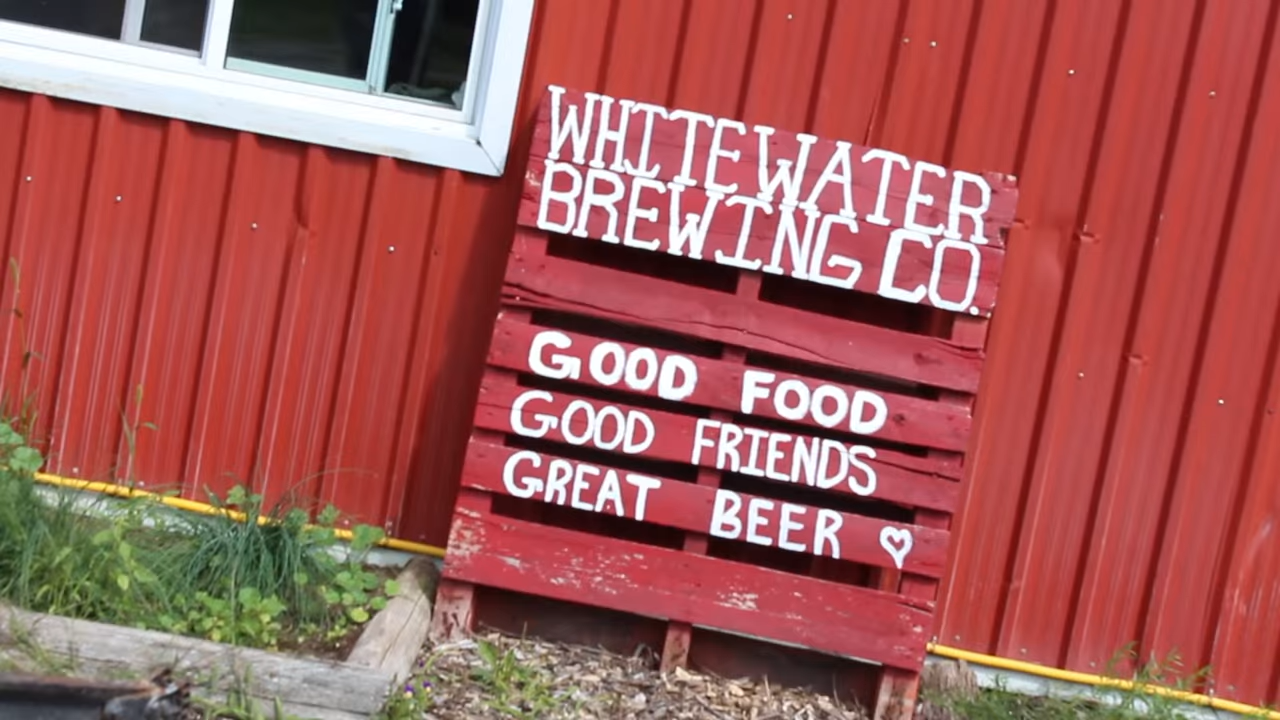 WHITEWATER
BREWING CO.
GOOD FOOD
GOOD FRIENDS
GREAT BEER ♡